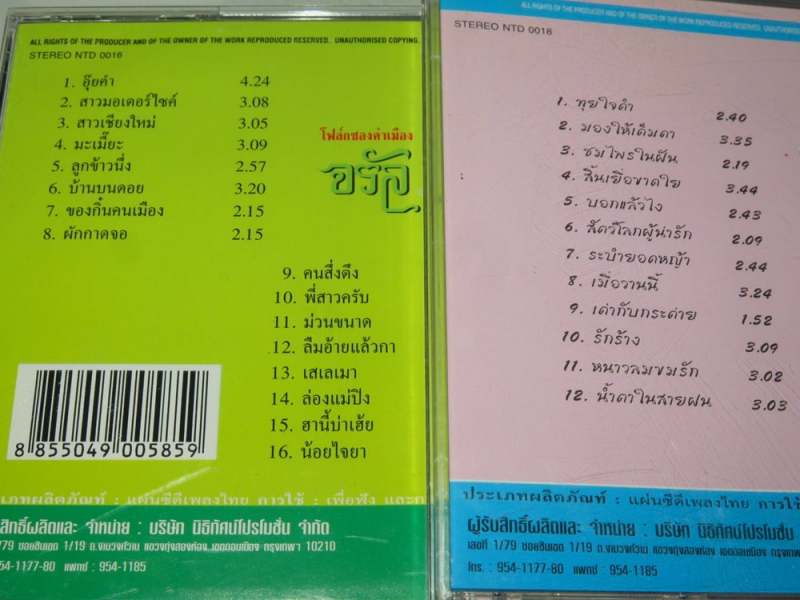 ALL RIGHTS OF THE PRODUCER AND OF THE OWNER OF THE WORK REPRODUCED RESERVED. UNAUTHORISED COPYING,
STEREO NTD 0016
1. อุ๊ยคำ 4.24
2. สาวมอเตอร์ไซค์ 3.08
3. สาวเชียงใหม่ 3.05
4. มะเมี๊ยะ 3.09
5. ลูกข้าวนึ่ง 2.57
6. บ้านบนดอย 3.20
7. ของกิ๋นคนเมือง 2.15
8. ผักกาดจอ 2.15
โฟล์กซองคำเมือง
จรัล
9. คนสึ่งตึง
10. พี่สาวครับ
11. ม่วนขนาด
12. ลืมอ้ายแล้วกา
13. เสเลเมา
14. ล่องแม่ปิง
15. ฮานี้บ่าเฮ้ย
16. น้อยไจยา
8 855049 005859
เภทผลิตภัณฑ์ : แผ่นซีดีเพลงไทย การใช้ : เพื่อฟัง และ
สิทธิ์ผลิตและ จำหน่าย : บริษัท นิธิทัศน์โปรโมชั่น จำกัด
1/79 ซอยชินเขต 1/19 ถ.งามวงศ์วาน แขวงทุ่งสองห้อง เขตดอนเมือง กรุงเทพฯ 10210
954-1177-80 แฟกซ์ : 954-1185
ALL RIGHTS OF THE PRODUCER AND OF THE OWNER OF THE WORK REPRODUCED RESERVED. UNAUTHORISED
STEREO NTD 0018
1. ทุยใจดำ 2.40
2. มองให้เต็มตา 3.35
3. ชมไพรในฝัน 2.19
4. สิ้นเยื่อขาดใย 3.44
5. บอกแล้วไง 2.43
6. สัตว์โลกผู้น่ารัก 2.09
7. ระบำยอดหญ้า 2.44
8. เมื่อวานนี้ 3.24
9. เต่ากับกระต่าย 1.52
10. รักร้าง 3.09
11. หนาวลมขมรัก 3.02
12. น้ำตาในสายฝน 3.03
ประเภทผลิตภัณฑ์ : แผ่นซีดีเพลงไทย การใช้
ผู้รับสิทธิ์ผลิตและ จำหน่าย : บริษัท นิธิทัศน์โปรโมชั่น
เลขที่ 1/79 ซอยชินเขต 1/19 ถ.งามวงศ์วาน แขวงทุ่งสองห้อง เขตดอนเมือง กรุงเทพ
โทร : 954-1177-80 แฟกซ์ : 954-1185